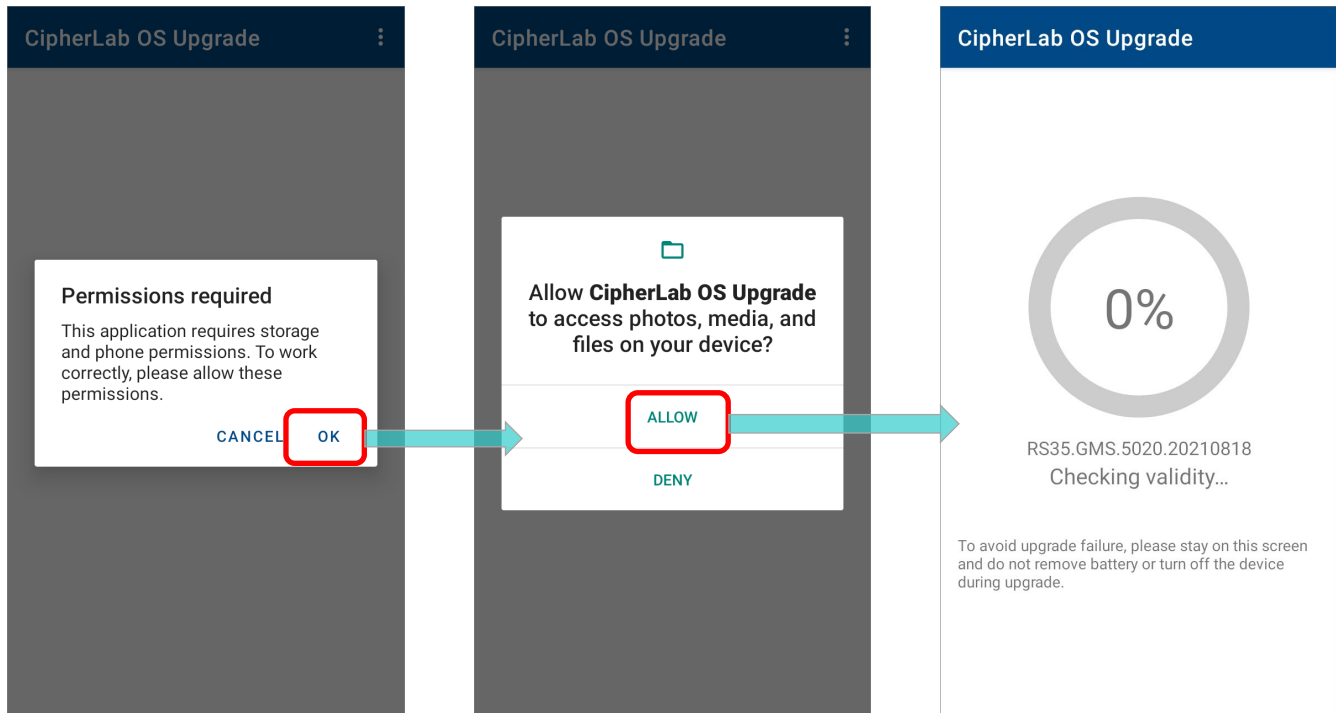 CipherLab OS Upgrade
Permissions required
This application requires storage
and phone permissions. To work
correctly, please allow these
permissions.
CANCEL OK
CipherLab OS Upgrade
Allow CipherLab OS Upgrade
to access photos, media, and
files on your device?
ALLOW
DENY
CipherLab OS Upgrade
0%
RS35.GMS.5020.20210818
Checking validity...
To avoid upgrade failure, please stay on this screen
and do not remove battery or turn off the device
during upgrade.